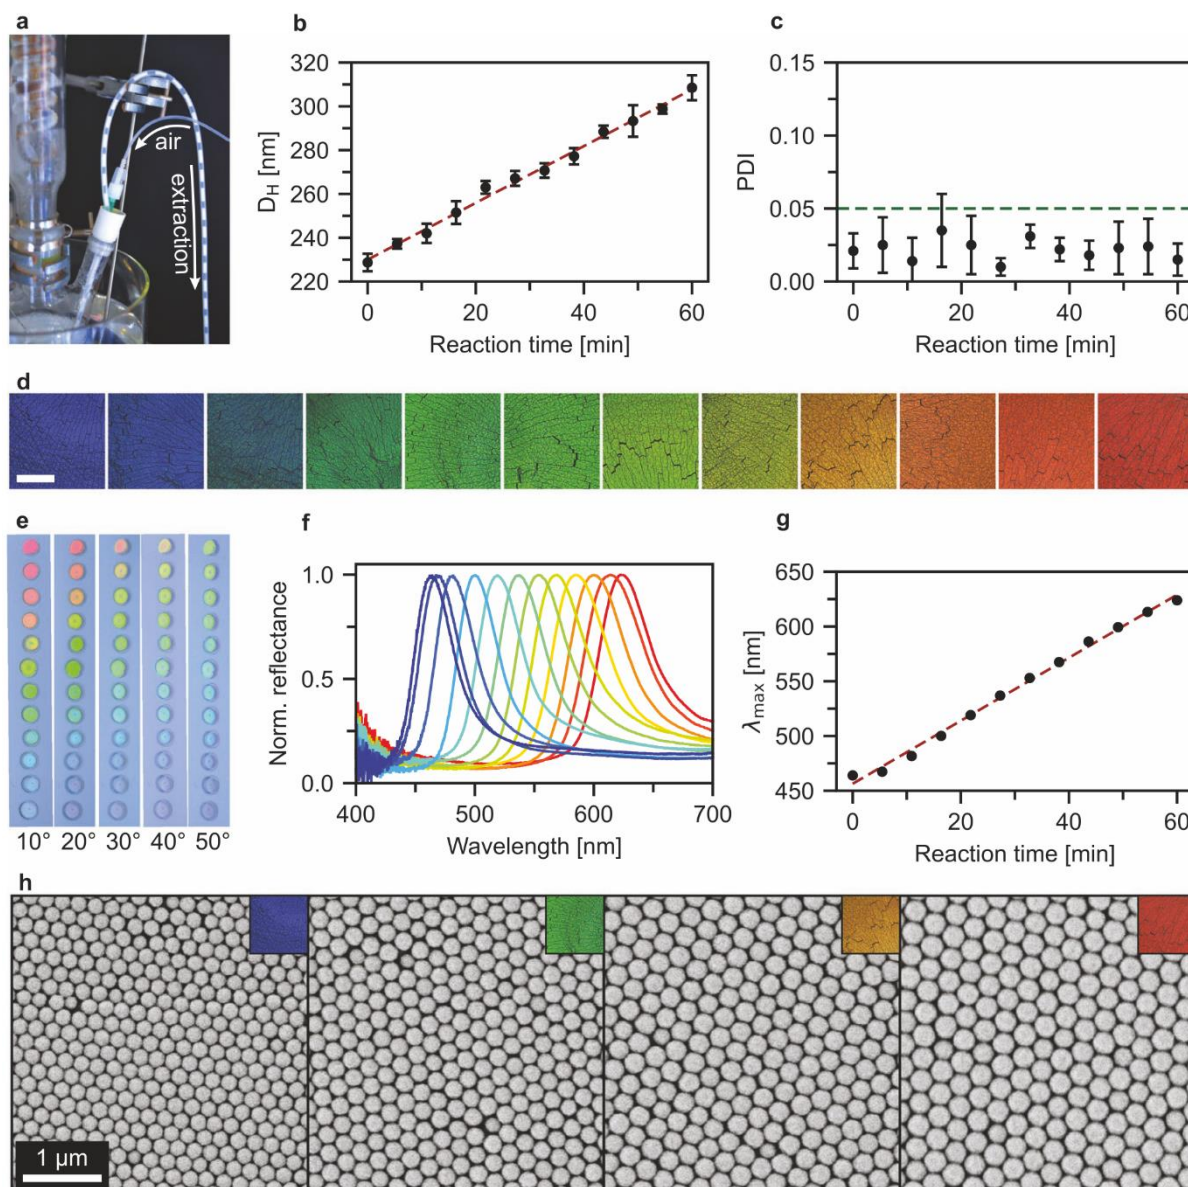 a
air
extraction
b
320
300
280
260
240
220
D_H [nm]
0 20 40 60
Reaction time [min]
c
0.15
0.10
0.05
0.00
PDI
0 20 40 60
Reaction time [min]
d
e
10° 20° 30° 40° 50°
f
1.0
0.5
0.0
Norm. reflectance
400 500 600 700
Wavelength [nm]
g
650
600
550
500
450
λ_max [nm]
0 20 40 60
Reaction time [min]
h
1 µm